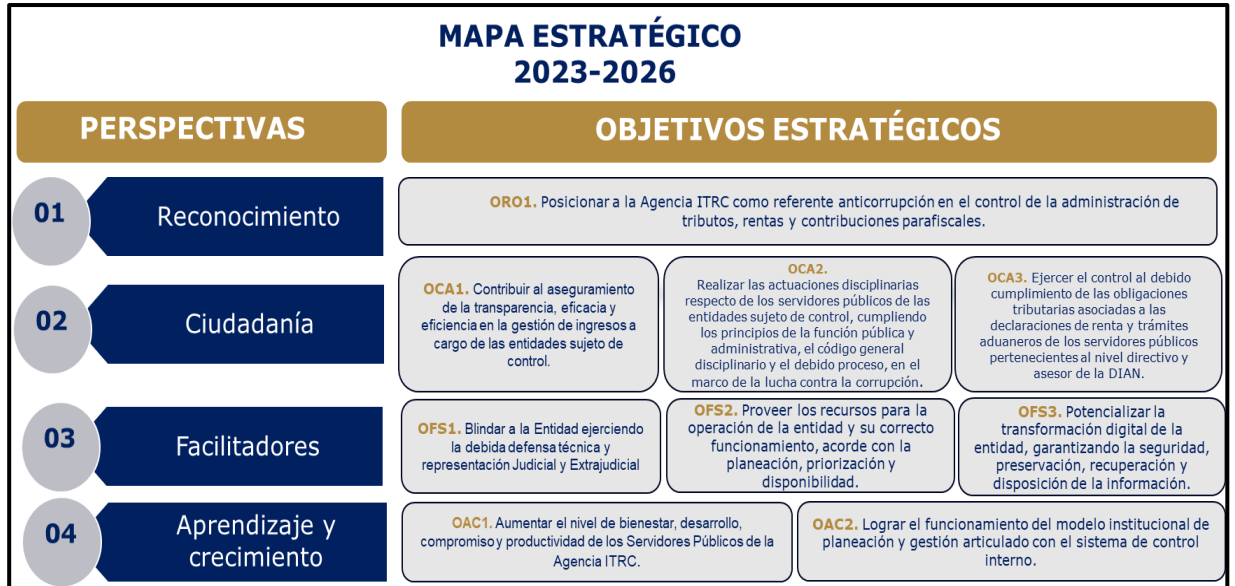 MAPA ESTRATÉGICO
2023-2026
PERSPECTIVAS
OBJETIVOS ESTRATÉGICOS
01
Reconocimiento
ORO1. Posicionar a la Agencia ITRC como referente anticorrupción en el control de la administración de
tributos, rentas y contribuciones parafiscales.
02
Ciudadanía
OCA1. Contribuir al aseguramiento
de la transparencia, eficacia y
eficiencia en la gestión de ingresos a
cargo de las entidades sujeto de
control.
OCA2.
Realizar las actuaciones disciplinarias
respecto de los servidores públicos de las
entidades sujeto de control, cumpliendo
los principios de la función pública y
administrativa, el código general
disciplinario y el debido proceso, en el
marco de la lucha contra la corrupción.
OCA3. Ejercer el control al debido
cumplimiento de las obligaciones
tributarias asociadas a las
declaraciones de renta y trámites
aduaneros de los servidores públicos
pertenecientes al nivel directivo y
asesor de la DIAN.
03
Facilitadores
OFS1. Blindar a la Entidad ejerciendo
la debida defensa técnica y
representación Judicial y Extrajudicial
OFS2. Proveer los recursos para la
operación de la entidad y su correcto
funcionamiento, acorde con la
planeación, priorización y
disponibilidad.
OFS3. Potencializar la
transformación digital de la
entidad, garantizando la seguridad,
preservación, recuperación y
disposición de la información.
04
Aprendizaje y
crecimiento
OAC1. Aumentar el nivel de bienestar, desarrollo,
compromiso y productividad de los Servidores Públicos de la
Agencia ITRC.
OAC2. Lograr el funcionamiento del modelo institucional de
planeación y gestión articulado con el sistema de control
interno.